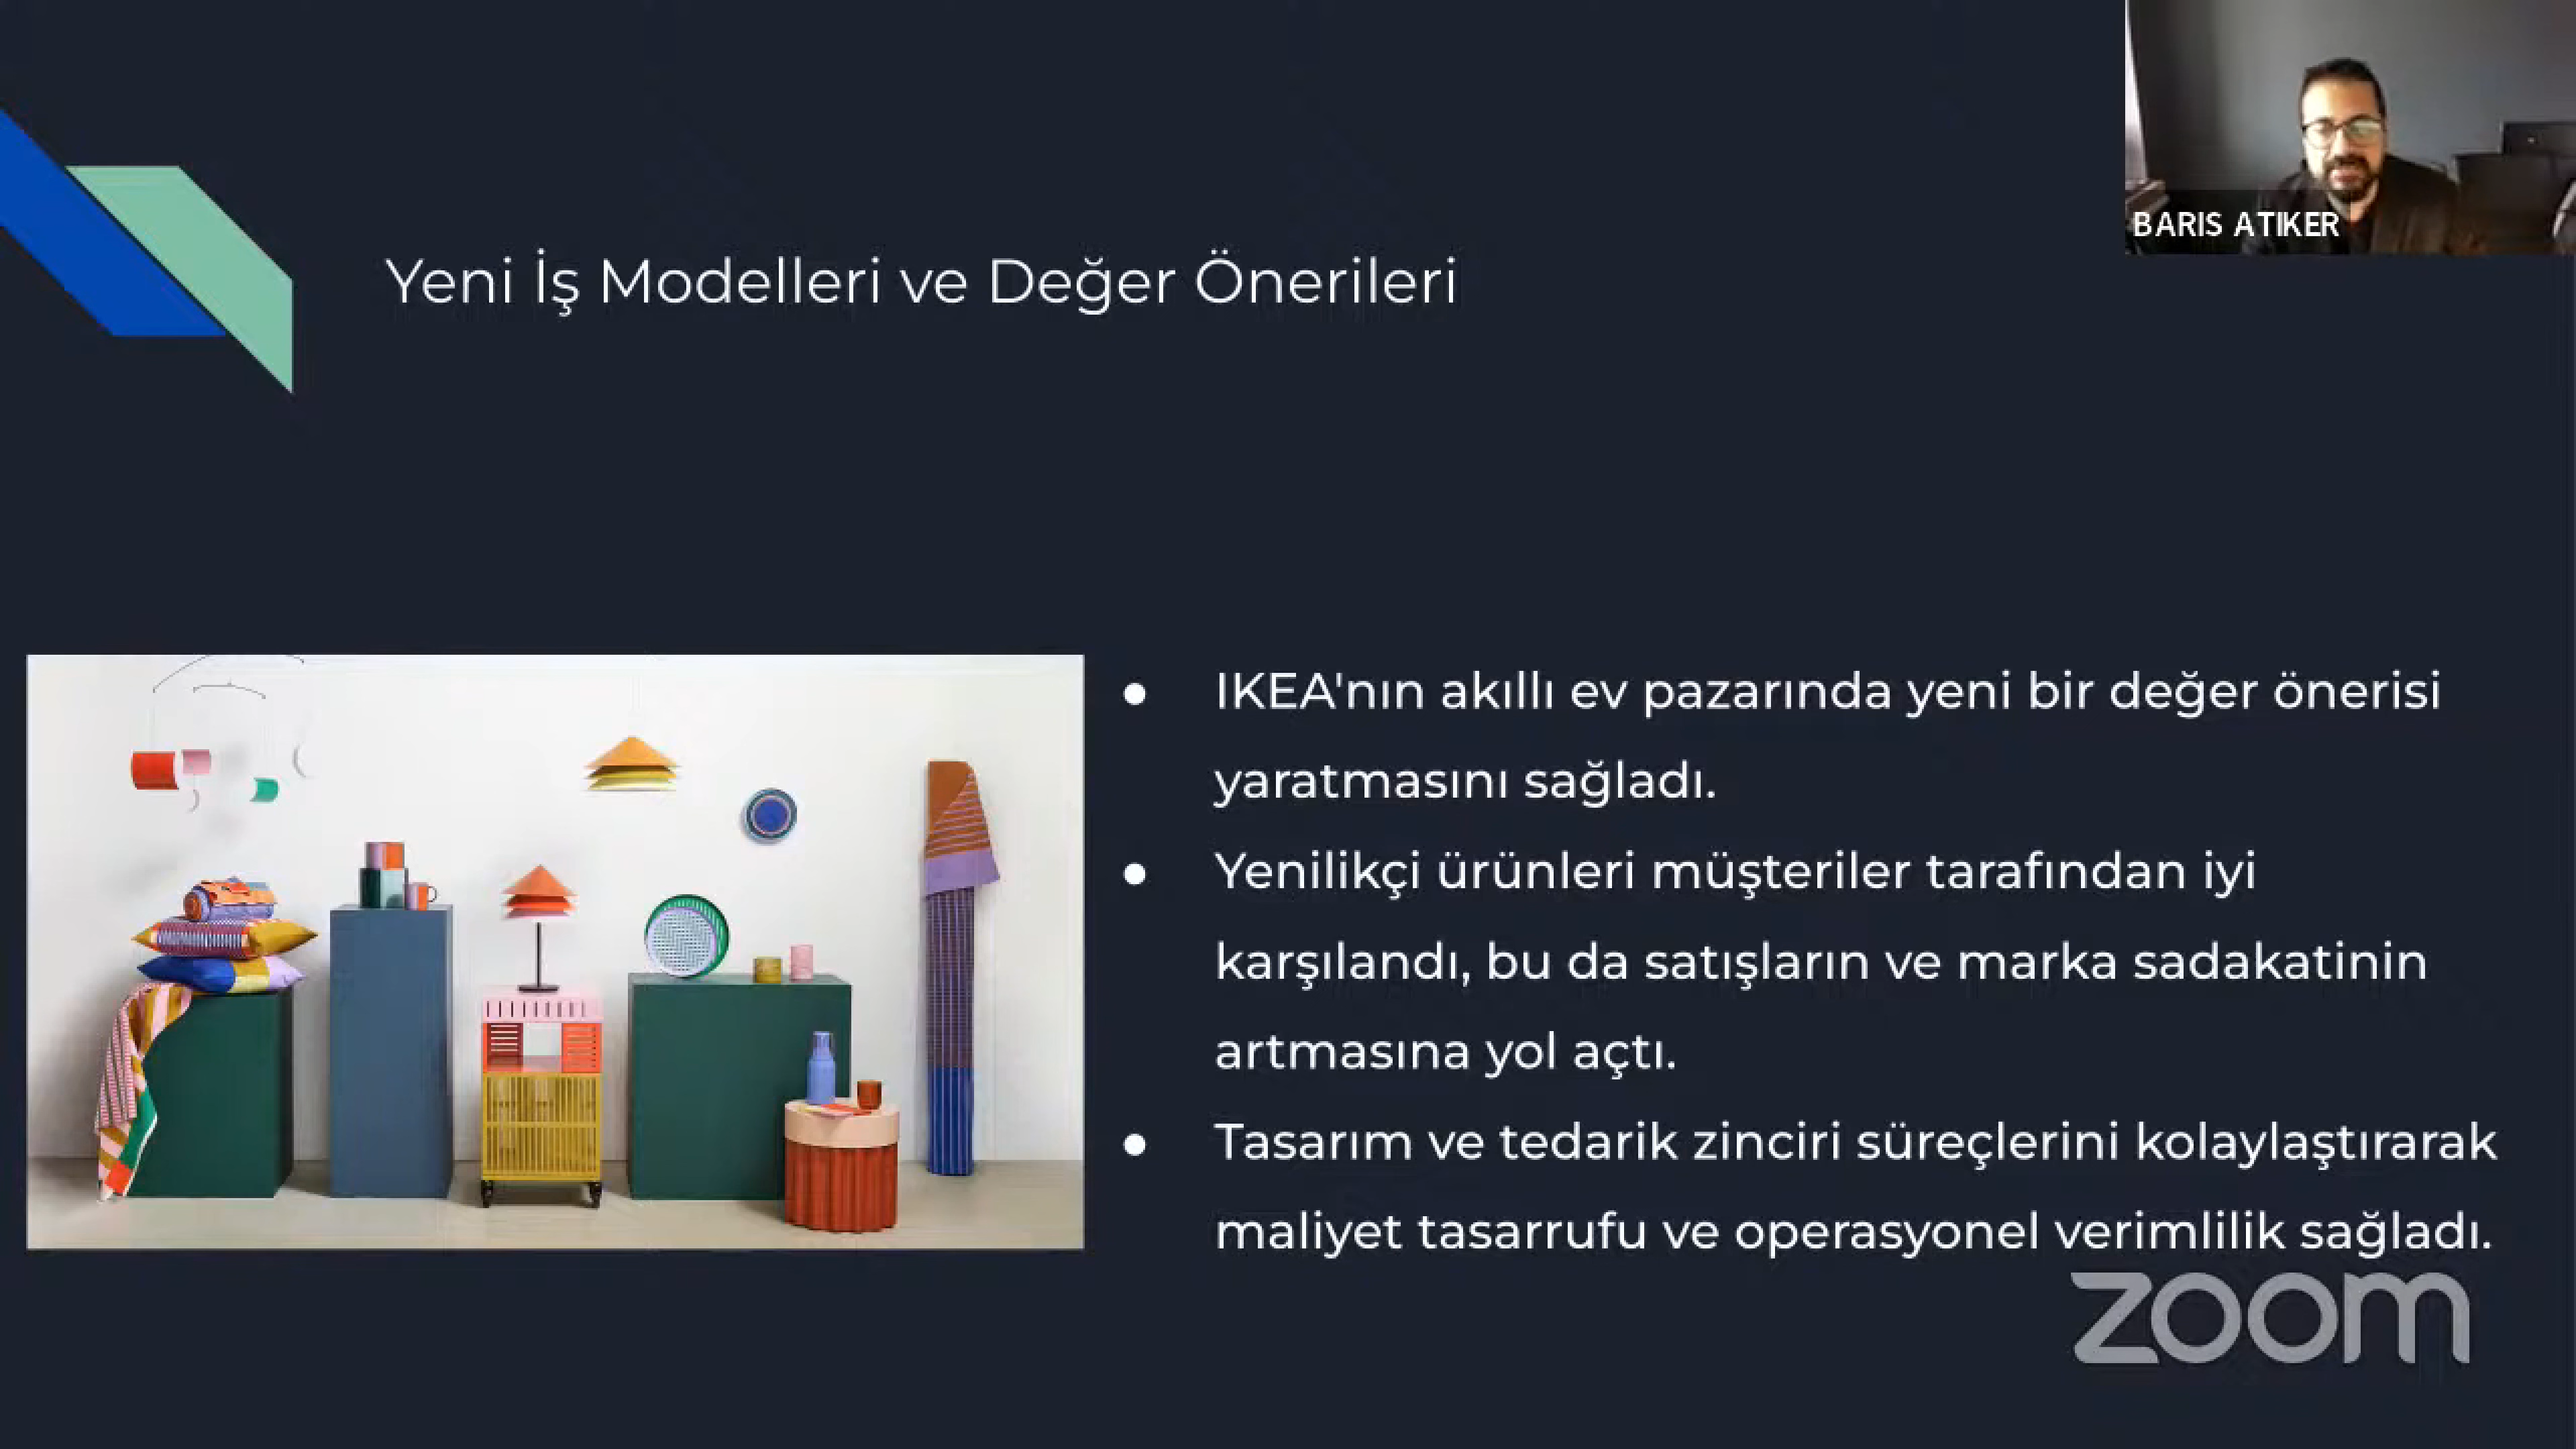 BARIS ATIKER
Yeni İş Modelleri ve Değer Önerileri
● IKEA'nın akıllı ev pazarında yeni bir değer önerisi
yaratmasını sağladı.
● Yenilikçi ürünleri müşteriler tarafından iyi
karşılandı, bu da satışların ve marka sadakatinin
artmasına yol açtı.
● Tasarım ve tedarik zinciri süreçlerini kolaylaştırarak
maliyet tasarrufu ve operasyonel verimlilik sağladı.
zoom